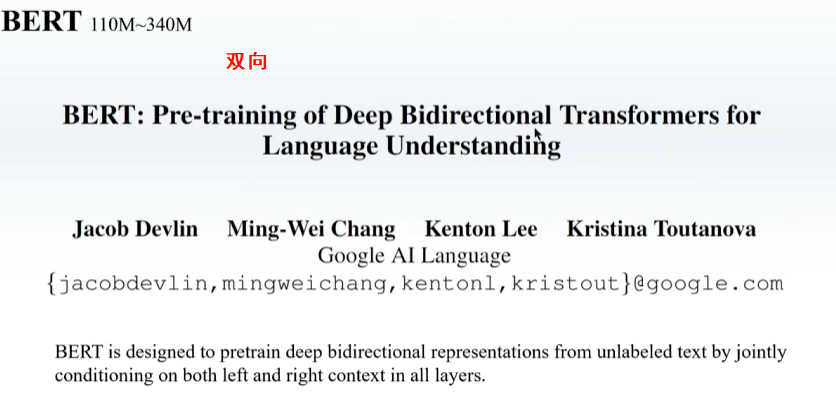 BERT 110M~340M
双向
BERT: Pre-training of Deep Bidirectional Transformers for
Language Understanding
Jacob Devlin Ming-Wei Chang Kenton Lee Kristina Toutanova
Google AI Language
{jacobdevlin,mingweichang,kentonl,kristout}@google.com
BERT is designed to pretrain deep bidirectional representations from unlabeled text by jointly
conditioning on both left and right context in all layers.